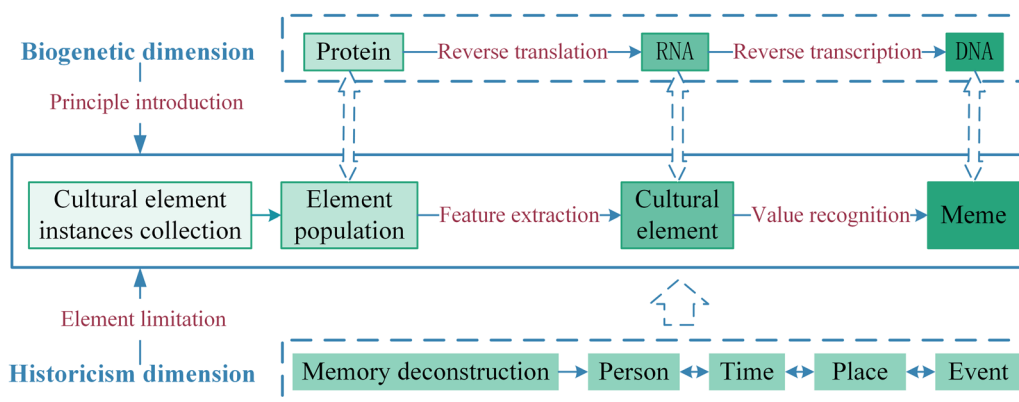 Biogenetic dimension
Protein
Reverse translation
RNA
Reverse transcription
DNA
Principle introduction
Cultural element
instances collection
Element
population
Feature extraction
Cultural
element
Value recognition
Meme
Element limitation
Historicism dimension
Memory deconstruction
Person
Time
Place
Event